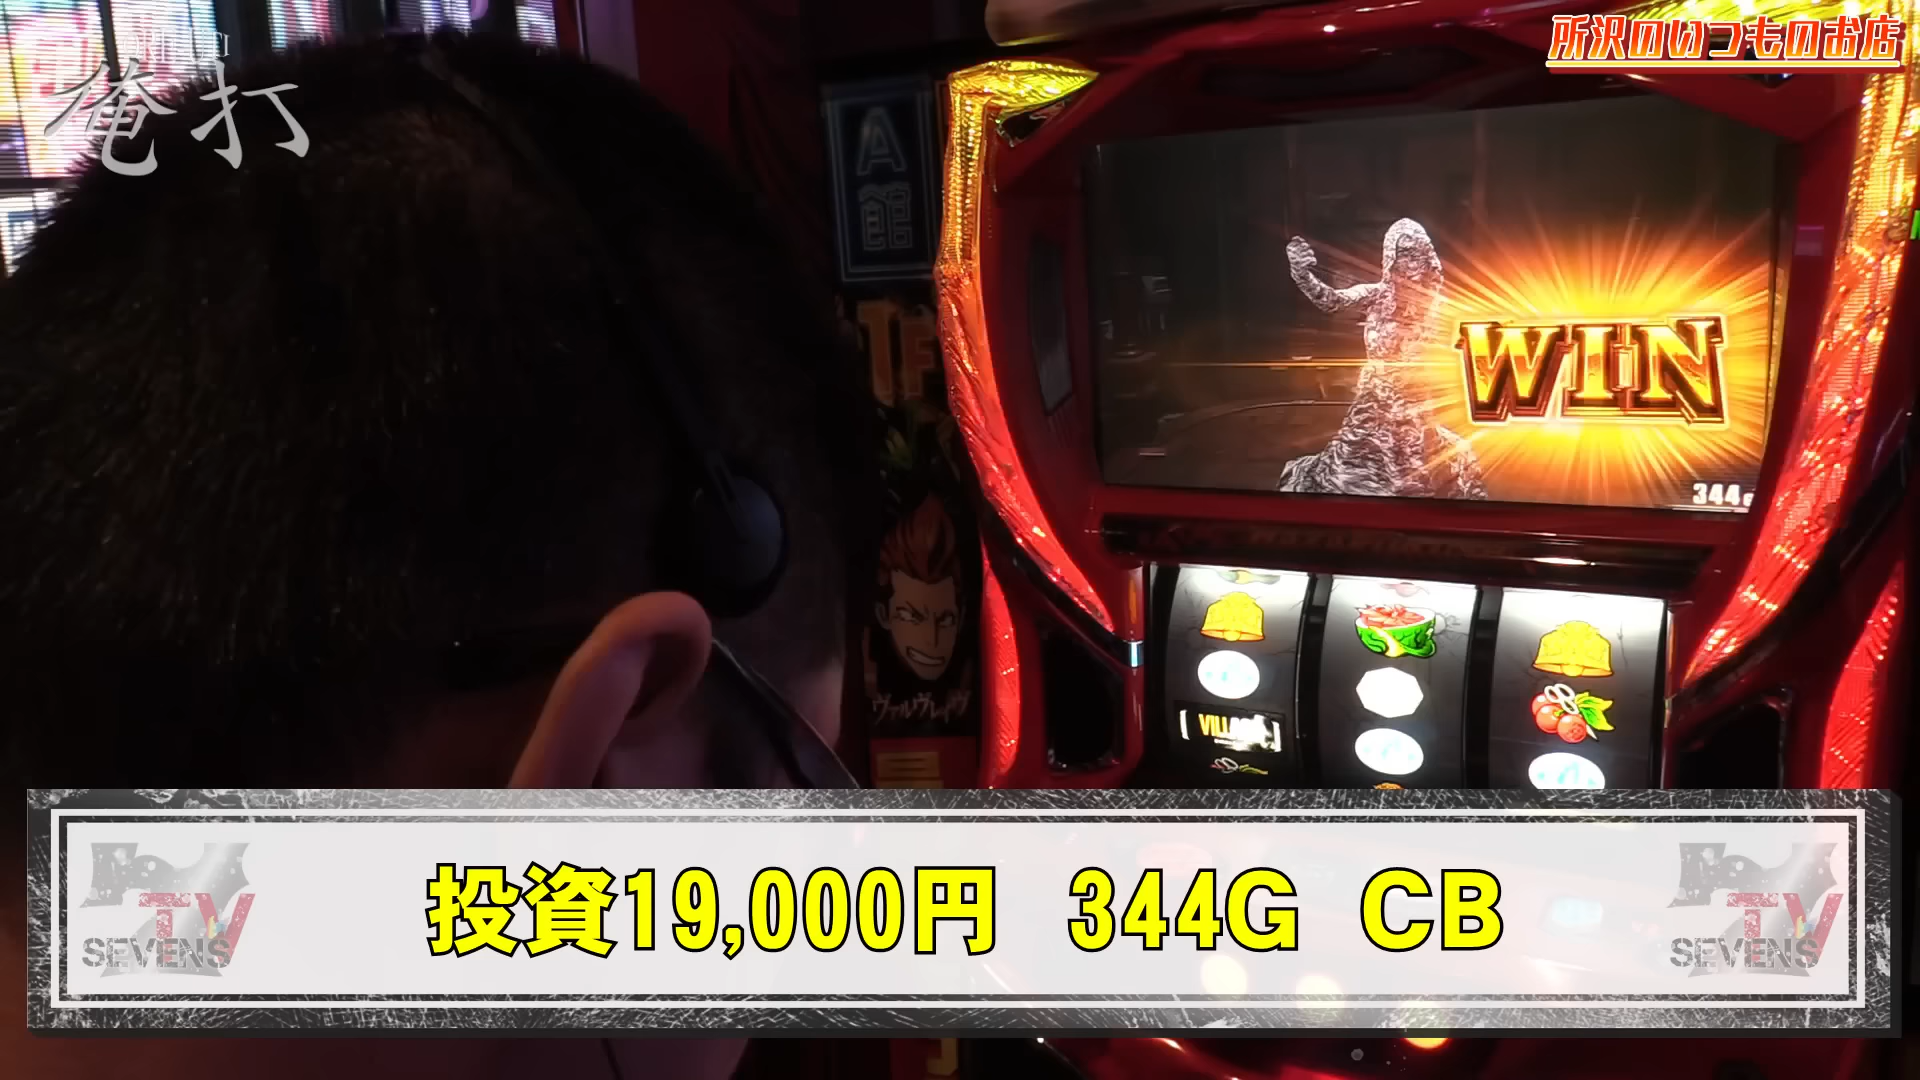 俺打
所沢のいつものお店
A
館
WIN
344G
ヴァルヴレイヴ
VILLAGE
投資19,000円 344G CB
TV
SEVENS
TV
SEVENS